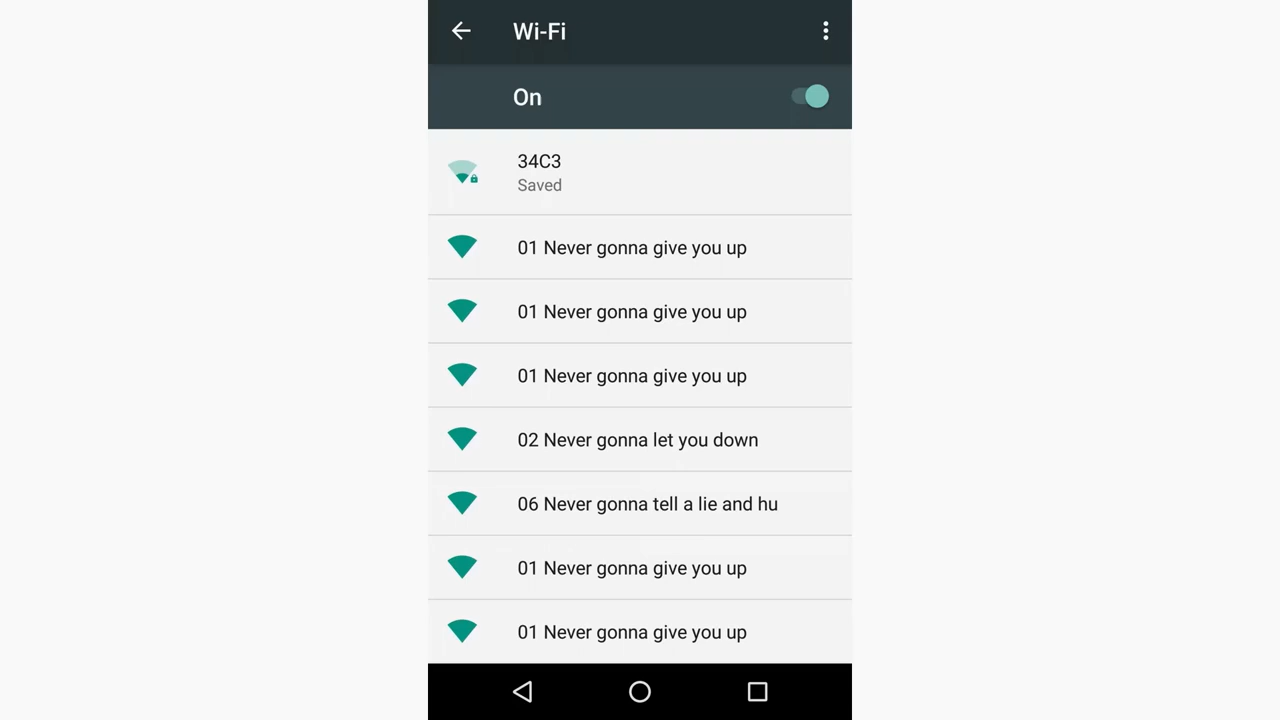 Wi-Fi
On
34C3
Saved
01 Never gonna give you up
01 Never gonna give you up
01 Never gonna give you up
02 Never gonna let you down
06 Never gonna tell a lie and hu
01 Never gonna give you up
01 Never gonna give you up